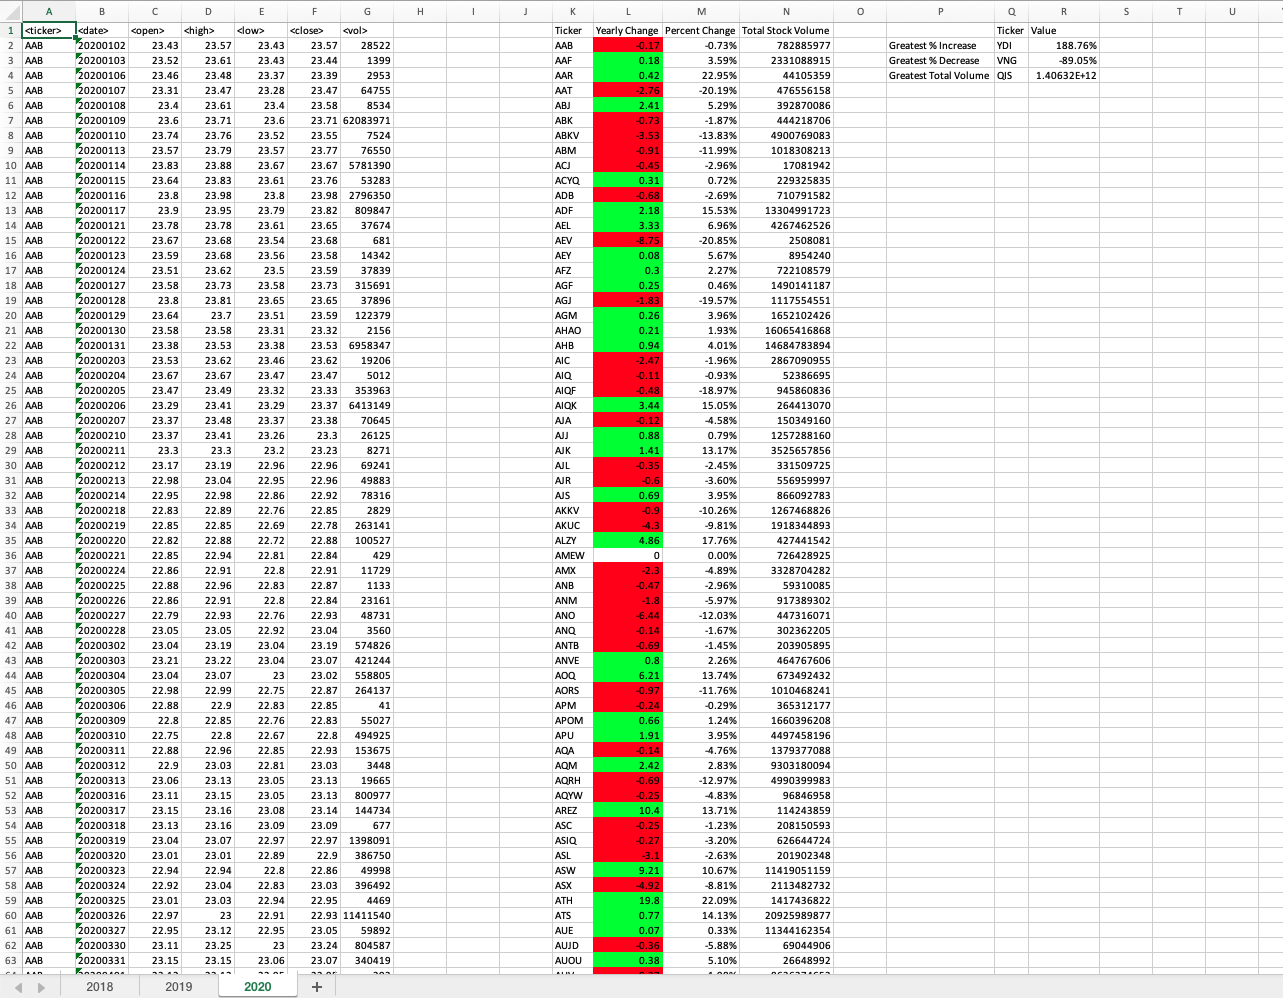 A B C D E F G H I J K L M N O P Q R S T U
1 <ticker> <date> <open> <high> <low> <close> <vol> Ticker Yearly Change Percent Change Total Stock Volume Ticker Value
2 AAB 20200102 23.43 23.57 23.43 23.57 28522 AAB -0.17 -0.73% 782885977 Greatest % Increase YDI 188.76%
3 AAB 20200103 23.52 23.61 23.43 23.44 1399 AAF 0.18 3.59% 2331088915 Greatest % Decrease VNG -89.05%
4 AAB 20200106 23.46 23.48 23.37 23.39 2953 AAR 0.42 22.95% 44105359 Greatest Total Volume QIS 1.40632E+12
5 AAB 20200107 23.31 23.47 23.28 23.47 64755 AAT -2.76 -20.19% 476556158
6 AAB 20200108 23.4 23.61 23.4 23.58 8534 ABJ 2.41 5.29% 392870086
7 AAB 20200109 23.6 23.71 23.6 23.71 62083971 ABK -0.73 -1.87% 444218706
8 AAB 20200110 23.74 23.76 23.52 23.55 7524 ABKV -3.53 -13.83% 4900769083
9 AAB 20200113 23.57 23.79 23.57 23.77 76550 ABM -0.91 -11.99% 1018308213
10 AAB 20200114 23.83 23.88 23.67 23.67 5781390 ACJ -0.45 -2.96% 17081942
11 AAB 20200115 23.64 23.83 23.61 23.76 53283 ACYQ 0.31 0.72% 229325835
12 AAB 20200116 23.8 23.98 23.8 23.98 2796350 ADB -0.68 -2.69% 710791582
13 AAB 20200117 23.9 23.95 23.79 23.82 809847 ADF 2.18 15.53% 13304991723
14 AAB 20200121 23.78 23.78 23.61 23.65 37674 AEL 3.33 6.96% 4267462526
15 AAB 20200122 23.67 23.68 23.54 23.68 681 AEV -8.75 -20.85% 2508081
16 AAB 20200123 23.59 23.68 23.56 23.58 14342 AEY 0.08 5.67% 8954240
17 AAB 20200124 23.51 23.62 23.5 23.59 37839 AFZ 0.3 2.27% 722108579
18 AAB 20200127 23.58 23.73 23.58 23.73 315691 AGF 0.25 0.46% 1490141187
19 AAB 20200128 23.8 23.81 23.65 23.65 37896 AGJ -1.83 -19.57% 1117554551
20 AAB 20200129 23.64 23.7 23.51 23.59 122379 AGM 0.26 3.96% 1652102426
21 AAB 20200130 23.58 23.58 23.31 23.32 2156 AHAO 0.21 1.93% 16065416868
22 AAB 20200131 23.38 23.53 23.38 23.53 6958347 AHB 0.94 4.01% 14684783894
23 AAB 20200203 23.53 23.62 23.46 23.62 19206 AIC -2.47 -1.96% 2867090955
24 AAB 20200204 23.67 23.67 23.47 23.47 5012 AIQ -0.11 -0.93% 52386695
25 AAB 20200205 23.47 23.49 23.32 23.33 353963 AIQF -0.48 -18.97% 945860836
26 AAB 20200206 23.29 23.41 23.29 23.37 6413149 AIQK 3.44 15.05% 264413070
27 AAB 20200207 23.37 23.48 23.37 23.38 70645 AJA -0.12 -4.58% 150349160
28 AAB 20200210 23.37 23.41 23.26 23.3 26125 AJJ 0.88 0.79% 1257288160
29 AAB 20200211 23.3 23.3 23.2 23.23 8271 AJK 1.41 13.17% 3525657856
30 AAB 20200212 23.17 23.19 22.96 22.96 69241 AJL -0.35 -2.45% 331509725
31 AAB 20200213 22.98 23.04 22.95 22.96 49883 AJR -0.6 -3.60% 556959997
32 AAB 20200214 22.95 22.98 22.86 22.92 78316 AJS 0.69 3.95% 866092783
33 AAB 20200218 22.83 22.89 22.76 22.85 2829 AKKV -0.9 -10.26% 1267468826
34 AAB 20200219 22.85 22.85 22.69 22.78 263141 AKUC -4.3 -9.81% 1918344893
35 AAB 20200220 22.82 22.88 22.72 22.88 100527 ALZY 4.86 17.76% 427441542
36 AAB 20200221 22.85 22.94 22.81 22.84 429 AMEW 0 0.00% 726428925
37 AAB 20200224 22.86 22.91 22.8 22.91 11729 AMX -2.3 -4.89% 3328704282
38 AAB 20200225 22.88 22.96 22.83 22.87 1133 ANB -0.47 -2.96% 59310085
39 AAB 20200226 22.86 22.91 22.8 22.84 23161 ANM -1.8 -5.97% 917389302
40 AAB 20200227 22.79 22.93 22.76 22.93 48731 ANO -6.44 -12.03% 447316071
41 AAB 20200228 23.05 23.05 22.92 23.04 3560 ANQ -0.14 -1.67% 302362205
42 AAB 20200302 23.04 23.19 23.04 23.19 574826 ANTB -0.69 -1.45% 203905895
43 AAB 20200303 23.21 23.22 23.04 23.07 421244 ANVE 0.8 2.26% 464767606
44 AAB 20200304 23.04 23.07 23 23.02 558805 AOQ 6.21 13.74% 673492432
45 AAB 20200305 22.98 22.99 22.75 22.87 264137 AORS -0.97 -11.76% 1010468241
46 AAB 20200306 22.88 22.9 22.83 22.85 41 APM -0.24 -0.29% 365312177
47 AAB 20200309 22.8 22.85 22.76 22.83 55027 APOM 0.66 1.24% 1660396208
48 AAB 20200310 22.75 22.8 22.67 22.8 494925 APU 1.91 3.95% 4497458196
49 AAB 20200311 22.88 22.96 22.85 22.93 153675 AQA -0.14 -4.76% 1379377088
50 AAB 20200312 22.9 23.03 22.81 23.03 3448 AQM 2.42 2.83% 9303180094
51 AAB 20200313 23.06 23.13 23.05 23.13 19665 AQRH -0.69 -12.97% 4990399983
52 AAB 20200316 23.11 23.15 23.05 23.13 800977 AQYW -0.25 -4.83% 96846958
53 AAB 20200317 23.15 23.16 23.08 23.14 144734 AREZ 10.4 13.71% 114243859
54 AAB 20200318 23.13 23.16 23.09 23.09 677 ASC -0.25 -1.23% 208150593
55 AAB 20200319 23.04 23.07 22.97 22.97 1398091 ASIQ -0.27 -3.20% 626644724
56 AAB 20200320 23.01 23.01 22.89 22.9 386750 ASL -3.1 -2.63% 201902348
57 AAB 20200323 22.94 22.94 22.8 22.86 49998 ASW 9.21 10.67% 11419051159
58 AAB 20200324 22.92 23.04 22.83 23.03 396492 ASX -4.92 -8.81% 2113482732
59 AAB 20200325 23.01 23.03 22.94 22.95 4469 ATH 19.8 22.09% 1417436822
60 AAB 20200326 22.97 23 22.91 22.93 11411540 ATS 0.77 14.13% 20925989877
61 AAB 20200327 22.95 23.12 22.95 23.05 59892 AUE 0.07 0.33% 11344162354
62 AAB 20200330 23.11 23.25 23 23.24 804587 AUJD -0.36 -5.88% 69044906
63 AAB 20200331 23.15 23.15 23.06 23.07 340419 AUOU 0.38 5.10% 26648992
2018 2019 2020 +